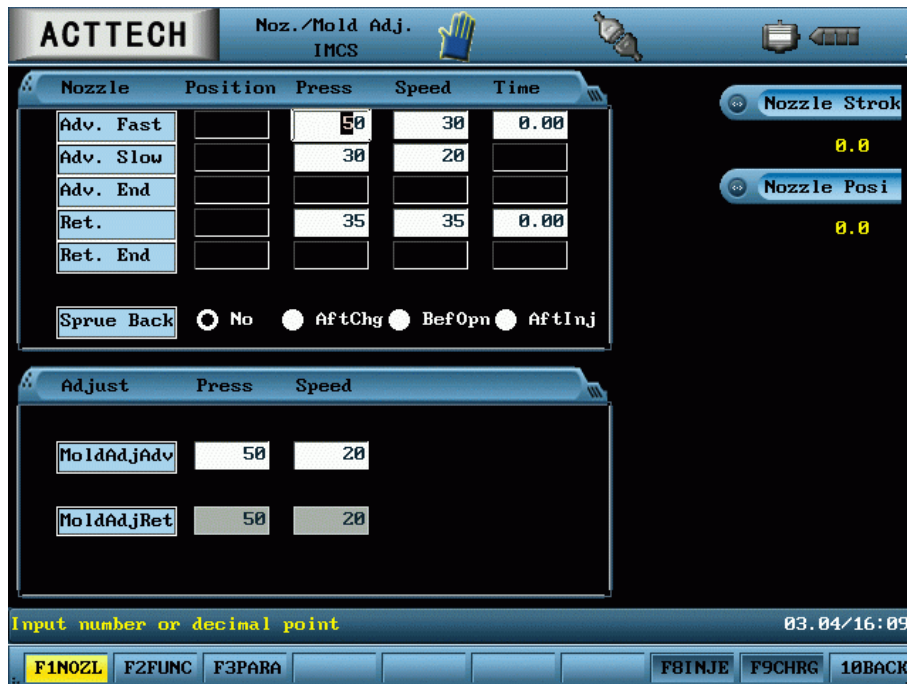 ACTTECH
Noz./Mold Adj.
IMCS
Nozzle Position Press Speed Time
Adv. Fast 50 30 0.00
Adv. Slow 30 20
Adv. End
Ret. 35 35 0.00
Ret. End
Sprue Back No AftChg BefOpn AftInj
Nozzle Strok
0.0
Nozzle Posi
0.0
Adjust Press Speed
MoldAdjAdv 50 20
MoldAdjRet 50 20
Input number or decimal point 03.04/16:09
F1NOZL F2FUNC F3PARA F8INJE F9CHRG 10BACK